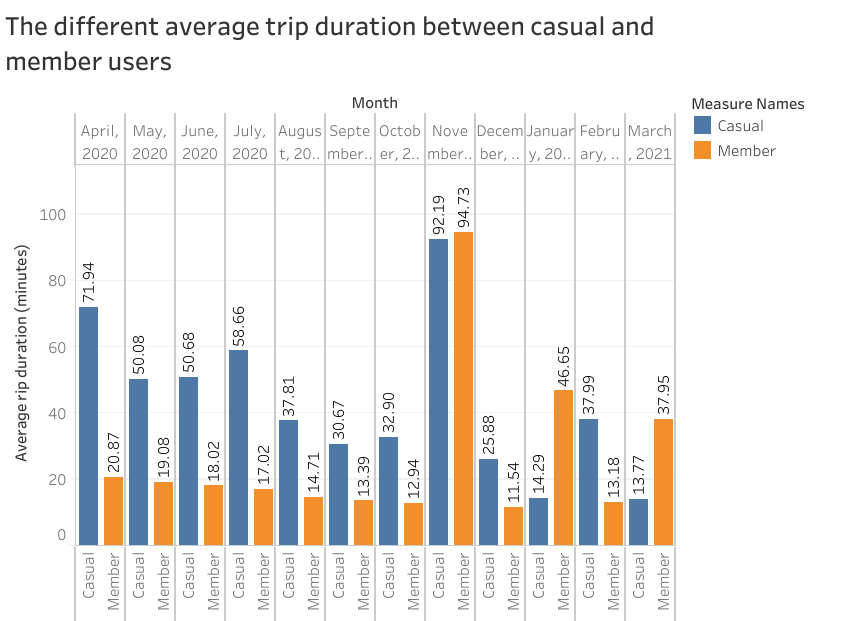 The different average trip duration between casual and
member users
Month
Measure Names
Casual
Member
April, May, June, July, Augus Septe Octob Nove Decem Januar Febru March
2020 2020 2020 2020 t, 20.. mber.. er, 2.. mber.. ber, .. y, 20.. ary, .. , 2021
Average rip duration (minutes)
100
80
60
40
20
0
71.94 20.87 50.08 19.08 50.68 18.02 58.66 17.02 37.81 14.71 30.67 13.39 32.90 12.94 92.19 94.73 25.88 11.54 14.29 46.65 37.99 13.18 13.77 37.95
Casual Member Casual Member Casual Member Casual Member Casual Member Casual Member Casual Member Casual Member Casual Member Casual Member Casual Member Casual Member